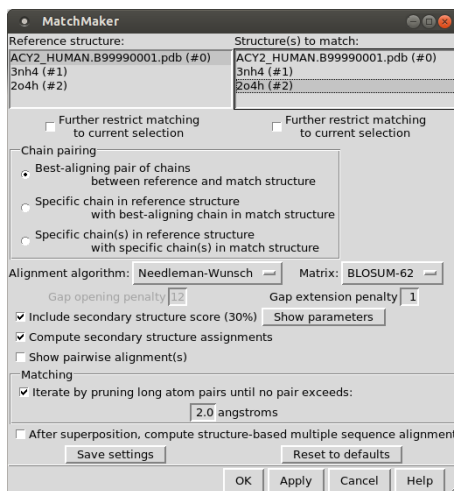 MatchMaker
Reference structure:
Structure(s) to match:
ACY2_HUMAN.B99990001.pdb (#0)
3nh4 (#1)
2o4h (#2)
ACY2_HUMAN.B99990001.pdb (#0)
3nh4 (#1)
2o4h (#2)
Further restrict matching
to current selection
Further restrict matching
to current selection
Chain pairing
Best-aligning pair of chains
between reference and match structure
Specific chain in reference structure
with best-aligning chain in match structure
Specific chain(s) in reference structure
with specific chain(s) in match structure
Alignment algorithm: Needleman-Wunsch Matrix: BLOSUM-62
Gap opening penalty 12 Gap extension penalty 1
Include secondary structure score (30%) Show parameters
Compute secondary structure assignments
Show pairwise alignment(s)
Matching
Iterate by pruning long atom pairs until no pair exceeds:
2.0 angstroms
After superposition, compute structure-based multiple sequence alignment
Save settings Reset to defaults
OK Apply Cancel Help